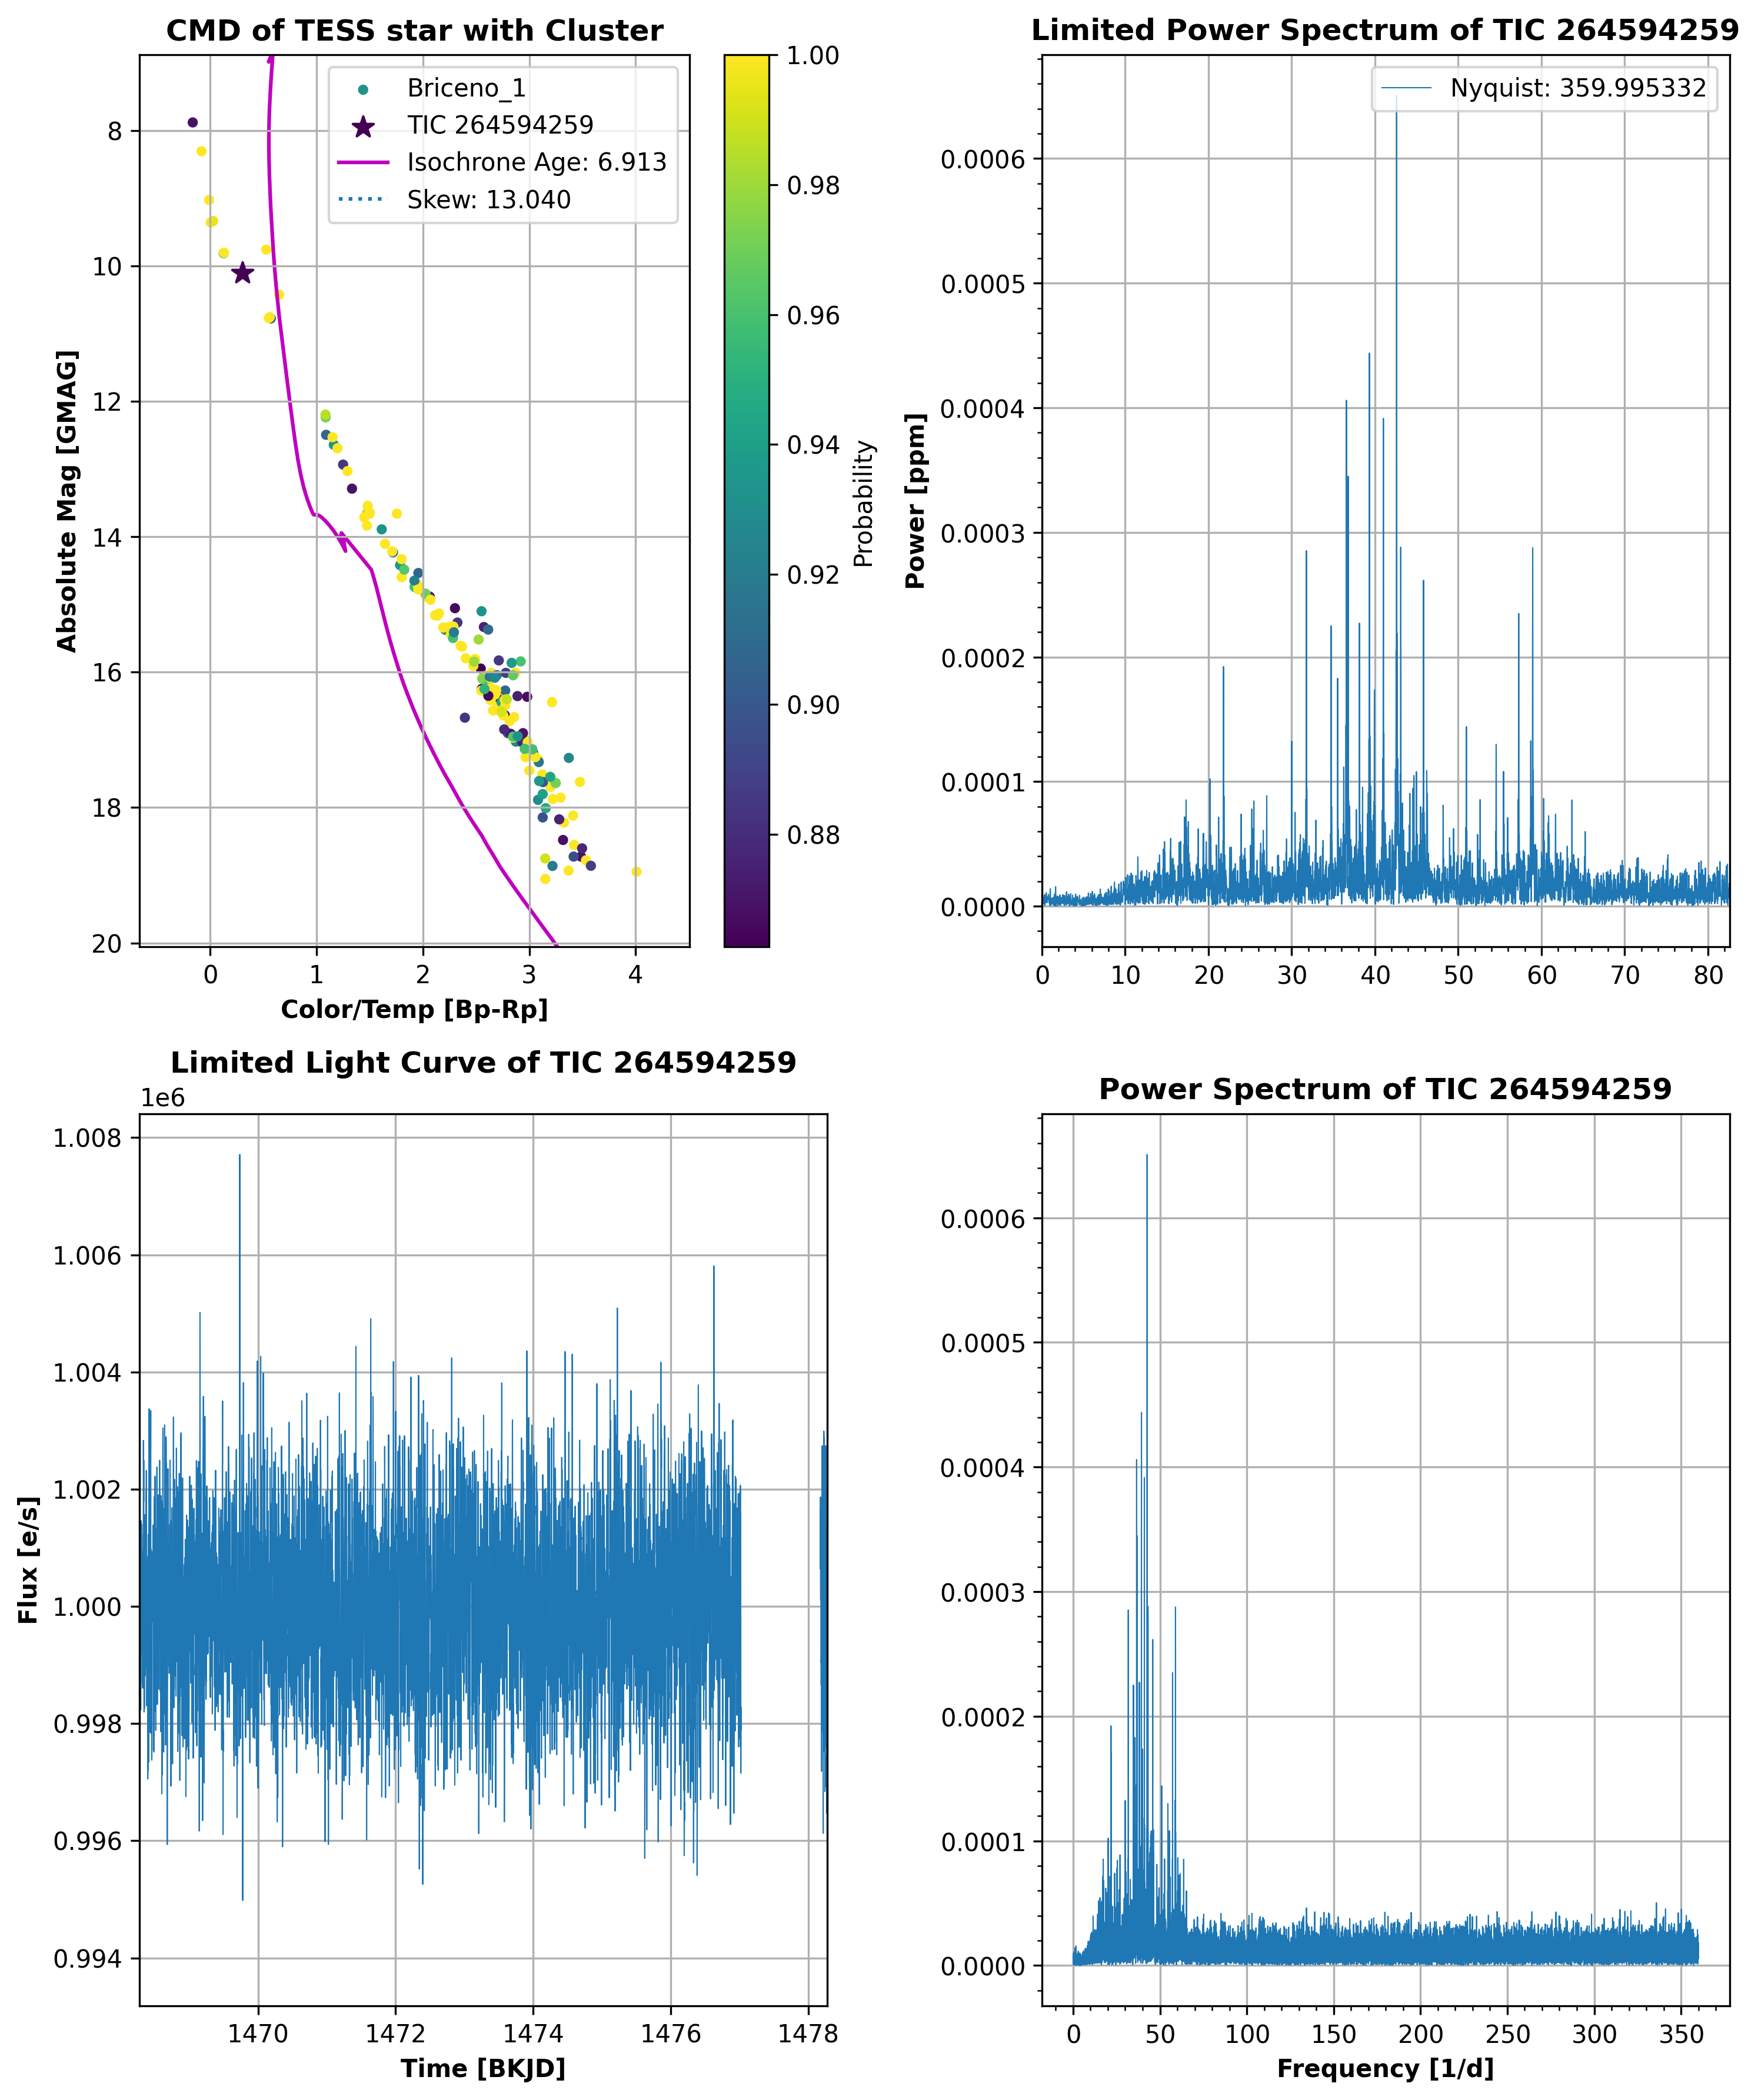 CMD of TESS star with Cluster
Briceno_1
TIC 264594259
Isochrone Age: 6.913
Skew: 13.040
8
10
12
14
16
18
20
Absolute Mag [GMAG]
0 1 2 3 4
Color/Temp [Bp-Rp]
1.00
0.98
0.96
0.94
0.92
0.90
0.88
Probability
Limited Power Spectrum of TIC 264594259
Nyquist: 359.995332
0.0006
0.0005
0.0004
0.0003
0.0002
0.0001
0.0000
Power [ppm]
0 10 20 30 40 50 60 70 80
Limited Light Curve of TIC 264594259
1e6
1.008
1.006
1.004
1.002
1.000
0.998
0.996
0.994
Flux [e/s]
1470 1472 1474 1476 1478
Time [BKJD]
Power Spectrum of TIC 264594259
0.0006
0.0005
0.0004
0.0003
0.0002
0.0001
0.0000
0 50 100 150 200 250 300 350
Frequency [1/d]